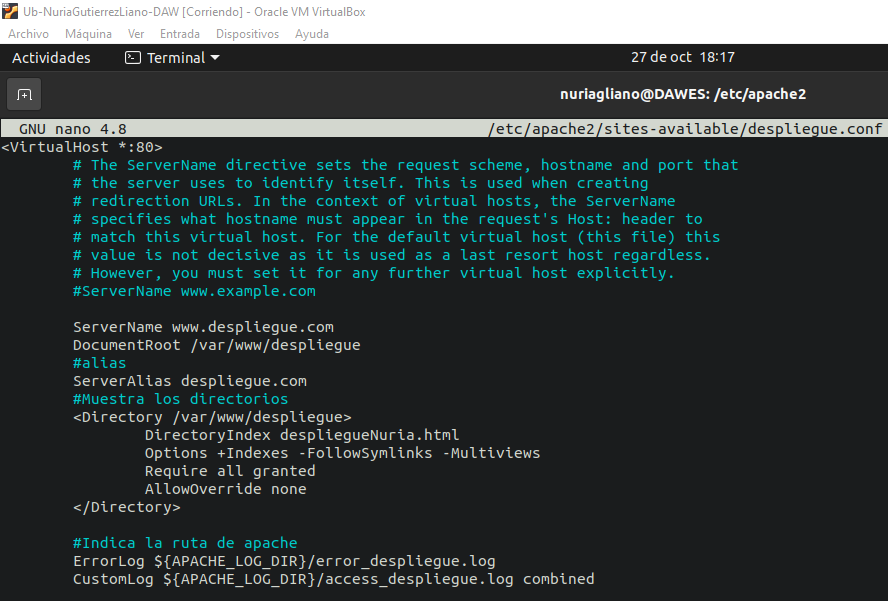 Ub-NuriaGutierrezLiano-DAW [Corriendo] - Oracle VM VirtualBox
Archivo Máquina Ver Entrada Dispositivos Ayuda
Actividades Terminal 27 de oct 18:17
nuriagliano@DAWES: /etc/apache2
GNU nano 4.8 /etc/apache2/sites-available/despliegue.conf
<VirtualHost *:80>
# The ServerName directive sets the request scheme, hostname and port that
# the server uses to identify itself. This is used when creating
# redirection URLs. In the context of virtual hosts, the ServerName
# specifies what hostname must appear in the request's Host: header to
# match this virtual host. For the default virtual host (this file) this
# value is not decisive as it is used as a last resort host regardless.
# However, you must set it for any further virtual host explicitly.
#ServerName www.example.com
ServerName www.despliegue.com
DocumentRoot /var/www/despliegue
#alias
ServerAlias despliegue.com
#Muestra los directorios
<Directory /var/www/despliegue>
DirectoryIndex despliegueNuria.html
Options +Indexes -FollowSymlinks -Multiviews
Require all granted
AllowOverride none
</Directory>
#Indica la ruta de apache
ErrorLog ${APACHE_LOG_DIR}/error_despliegue.log
CustomLog ${APACHE_LOG_DIR}/access_despliegue.log combined